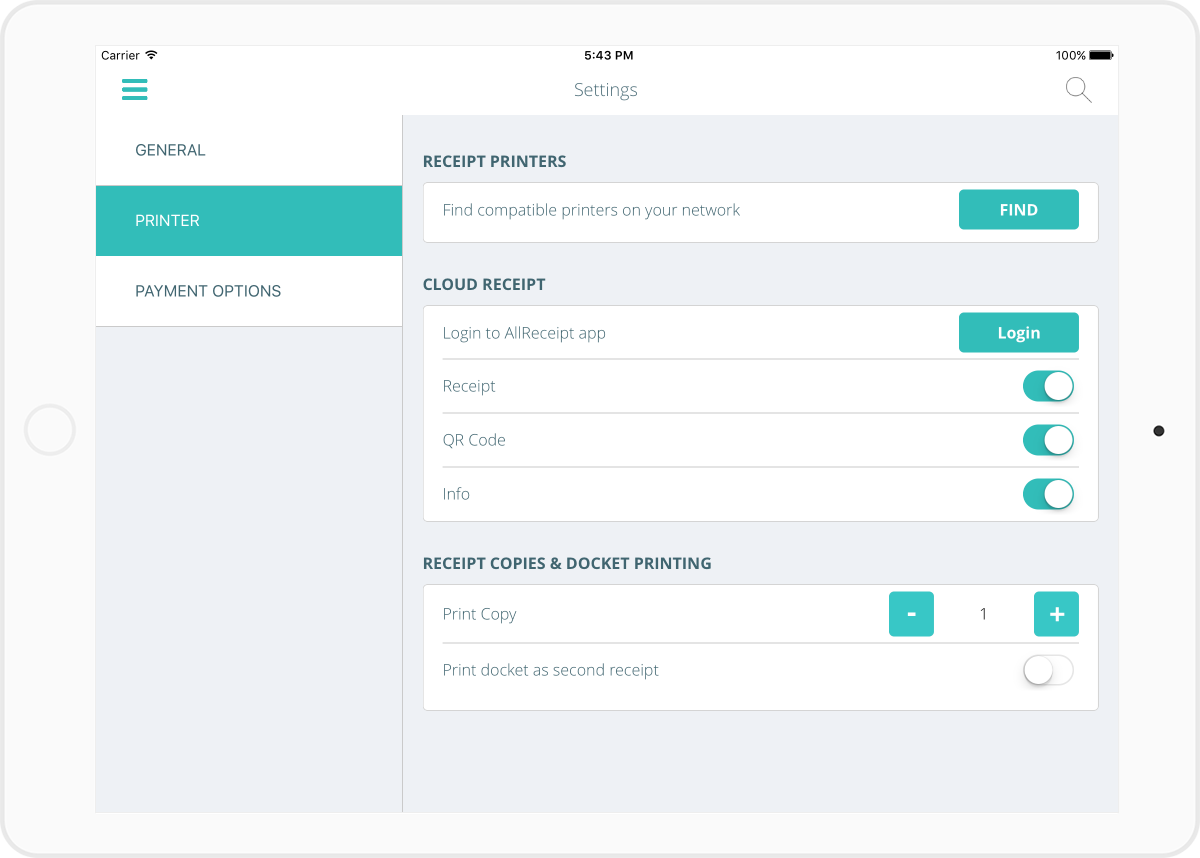 Carrier 5:43 PM 100%
Settings
GENERAL
PRINTER
PAYMENT OPTIONS
RECEIPT PRINTERS
Find compatible printers on your network FIND
CLOUD RECEIPT
Login to AllReceipt app Login
Receipt
QR Code
Info
RECEIPT COPIES & DOCKET PRINTING
Print Copy - 1 +
Print docket as second receipt